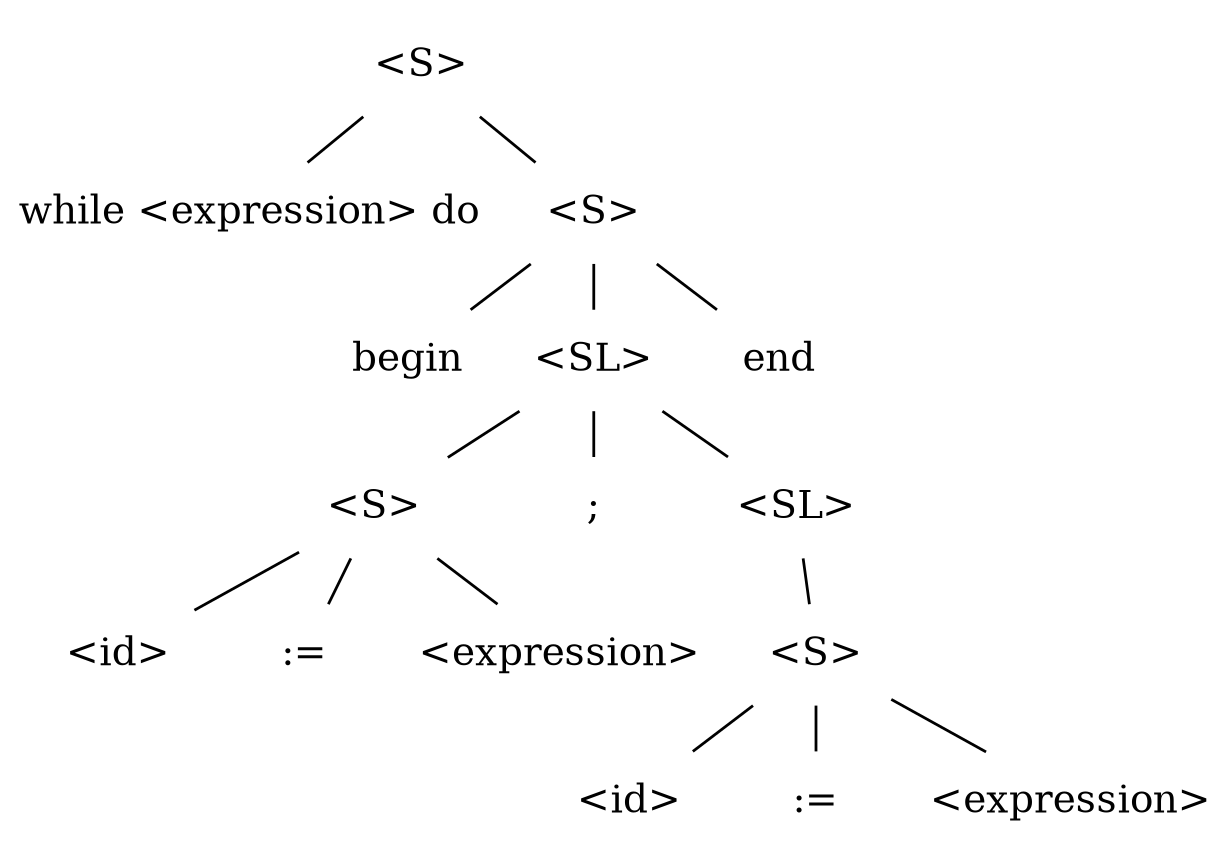 <S>
while <expression> do <S>
begin <SL> end
<S> ; <SL>
<id> := <expression> <S>
<id> := <expression>